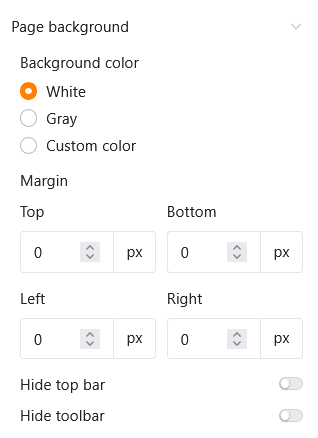 Page background
Background color
White
Gray
Custom color
Margin
Top Bottom
0 px 0 px
Left Right
0 px 0 px
Hide top bar
Hide toolbar